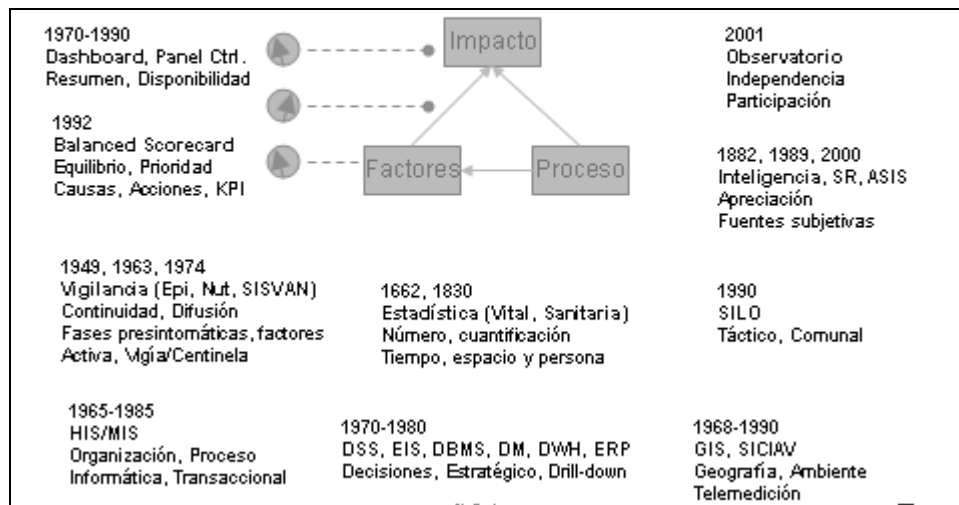 1970-1990
Dashboard, Panel Ctrl.
Resumen, Disponibilidad
Impacto
2001
Observatorio
Independencia
Participación
1992
Balanced Scorecard
Equilibrio, Prioridad
Causas, Acciones, KPI
Factores
Proceso
1882, 1989, 2000
Inteligencia, SR, ASIS
Apreciación
Fuentes subjetivas
1949, 1963, 1974
Vigilancia (Epi, Nut, SISVAN)
Continuidad, Difusión
Fases presintomáticas, factores
Activa, Vigía/Centinela
1662, 1830
Estadística (Vital, Sanitaria)
Número, cuantificación
Tiempo, espacio y persona
1990
SILO
Táctico, Comunal
1965-1985
HIS/MIS
Organización, Proceso
Informática, Transaccional
1970-1980
DSS, EIS, DBMS, DM, DWH, ERP
Decisiones, Estratégico, Drill-down
1968-1990
GIS, SICIAV
Geografía, Ambiente
Telemedición